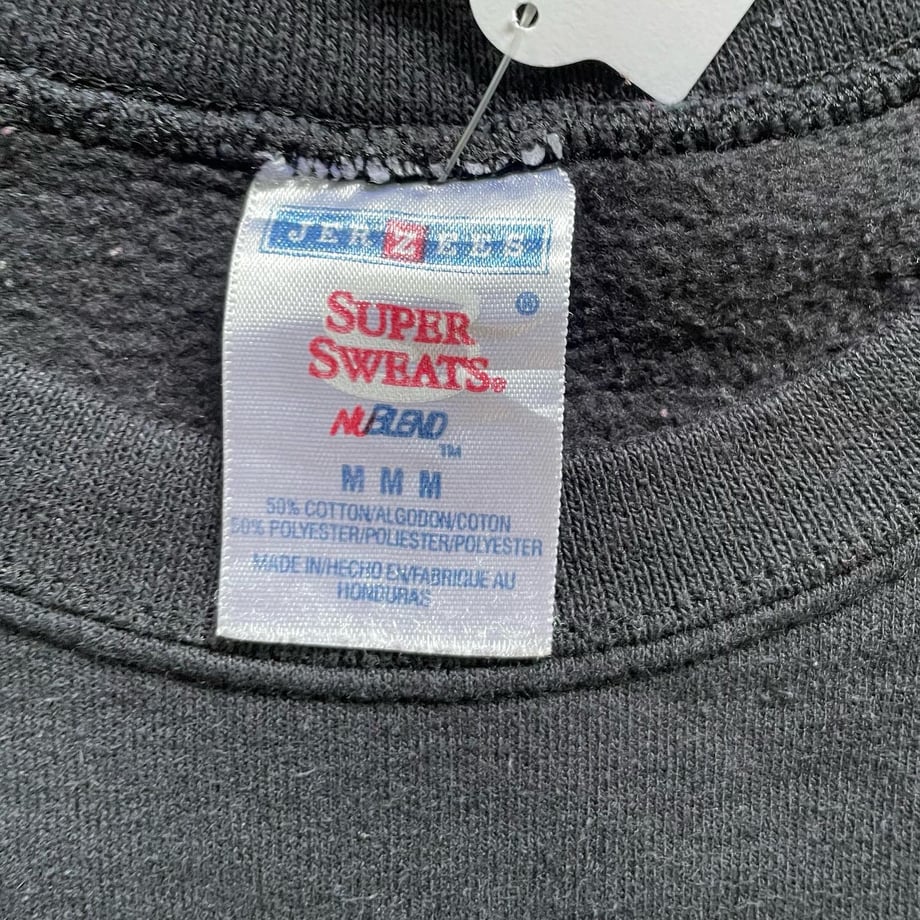 JERZEES
SUPER
SWEATS®
NUBLEND
TM
M M M
50% COTTON/ALGODON/COTON
50% POLYESTER/POLIESTER/POLYESTER
MADE IN/HECHO EN/FABRIQUE AU
HONDURAS